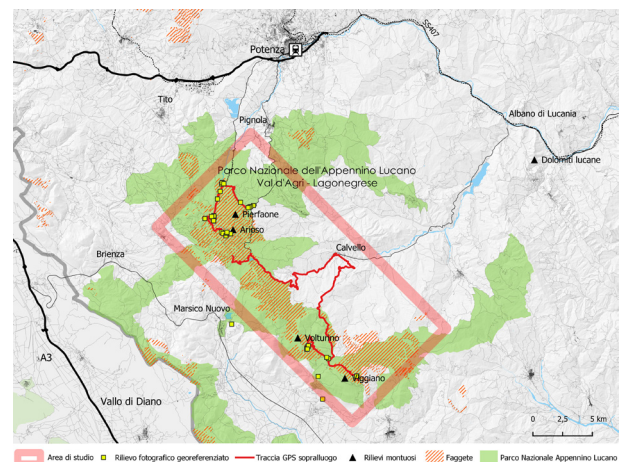 SS407
Potenza
Tito
Pignola
Albano di Lucania
Dolomiti lucane
Parco Nazionale dell'Appennino Lucano
Val d'Agri - Lagonegrese
Pierfaone
Arioso
Calvello
Brienza
Marsico Nuovo
Volturino
A3
Viggiano
Vallo di Diano
0 2,5 5 km
Area di studio
Rilievo fotografico georeferenziato
Traccia GPS sopralluogo
Rilievi montuosi
Faggete
Parco Nazionale Appennino Lucano